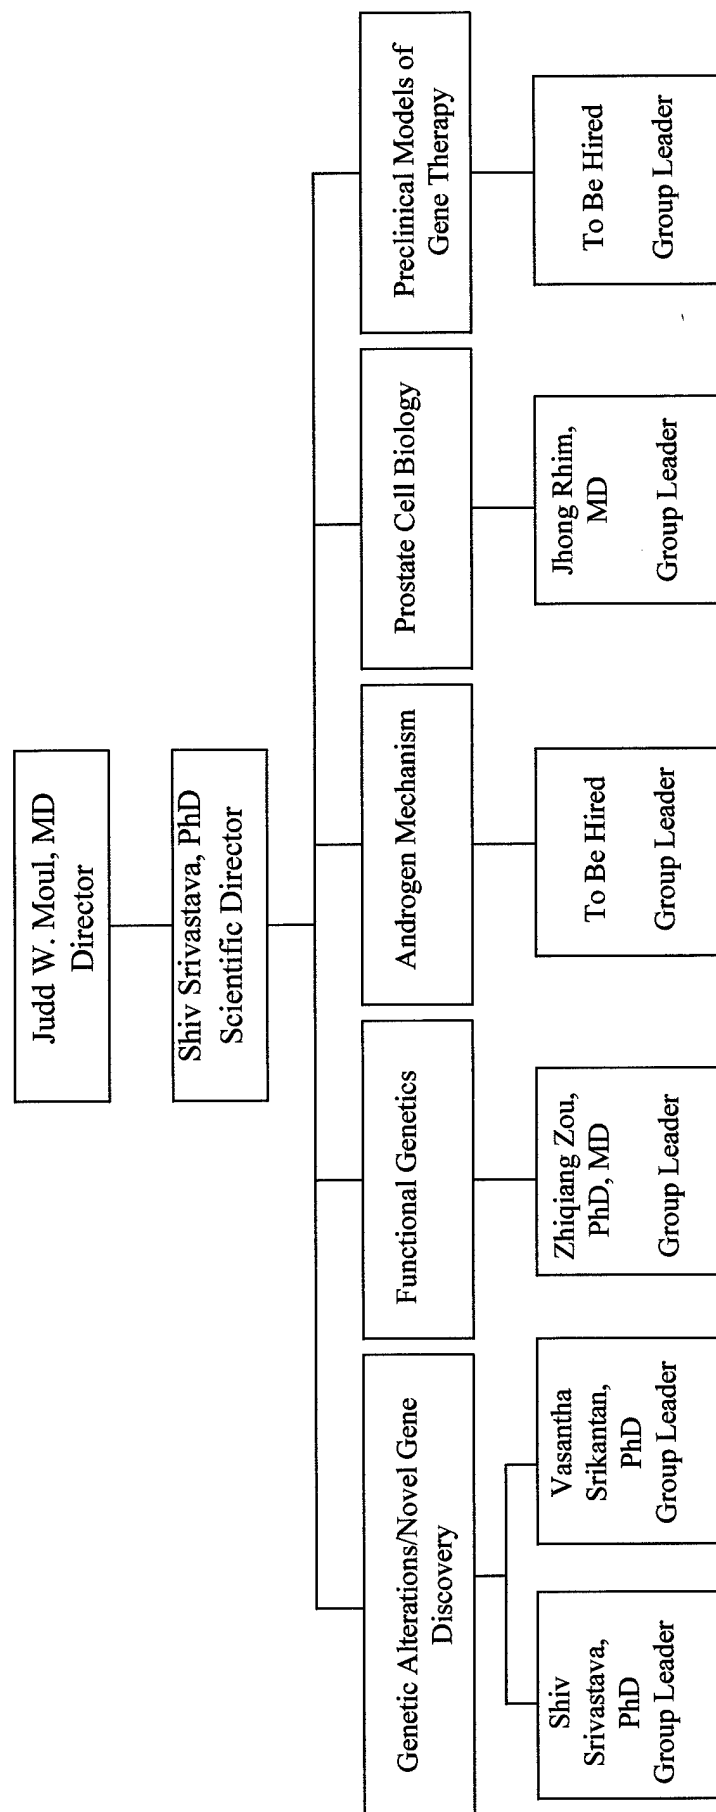 Judd W. Moul, MD
Director
Shiv Srivastava, PhD
Scientific Director
Genetic Alterations/Novel Gene
Discovery
Functional Genetics
Androgen Mechanism
Prostate Cell Biology
Preclinical Models of
Gene Therapy
Shiv
Srivastava,
PhD
Group Leader
Vasantha
Srikantan,
PhD
Group Leader
Zhiqiang Zou,
PhD, MD
Group Leader
To Be Hired
Group Leader
Jhong Rhim,
MD
Group Leader
To Be Hired
Group Leader